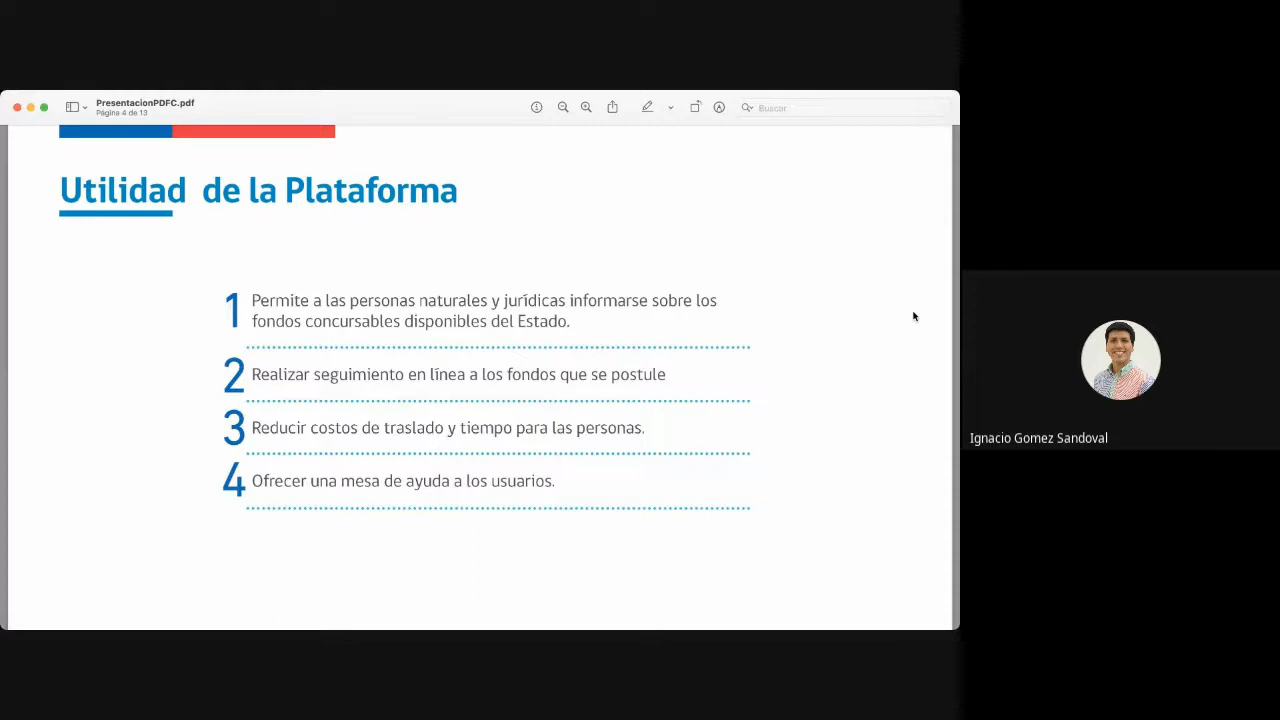 PresentacionPDFC.pdf
Página 4 de 13
Buscar
Utilidad de la Plataforma
1 Permite a las personas naturales y jurídicas informarse sobre los
fondos concursables disponibles del Estado.
2 Realizar seguimiento en línea a los fondos que se postule
3 Reducir costos de traslado y tiempo para las personas.
4 Ofrecer una mesa de ayuda a los usuarios.
Ignacio Gomez Sandoval